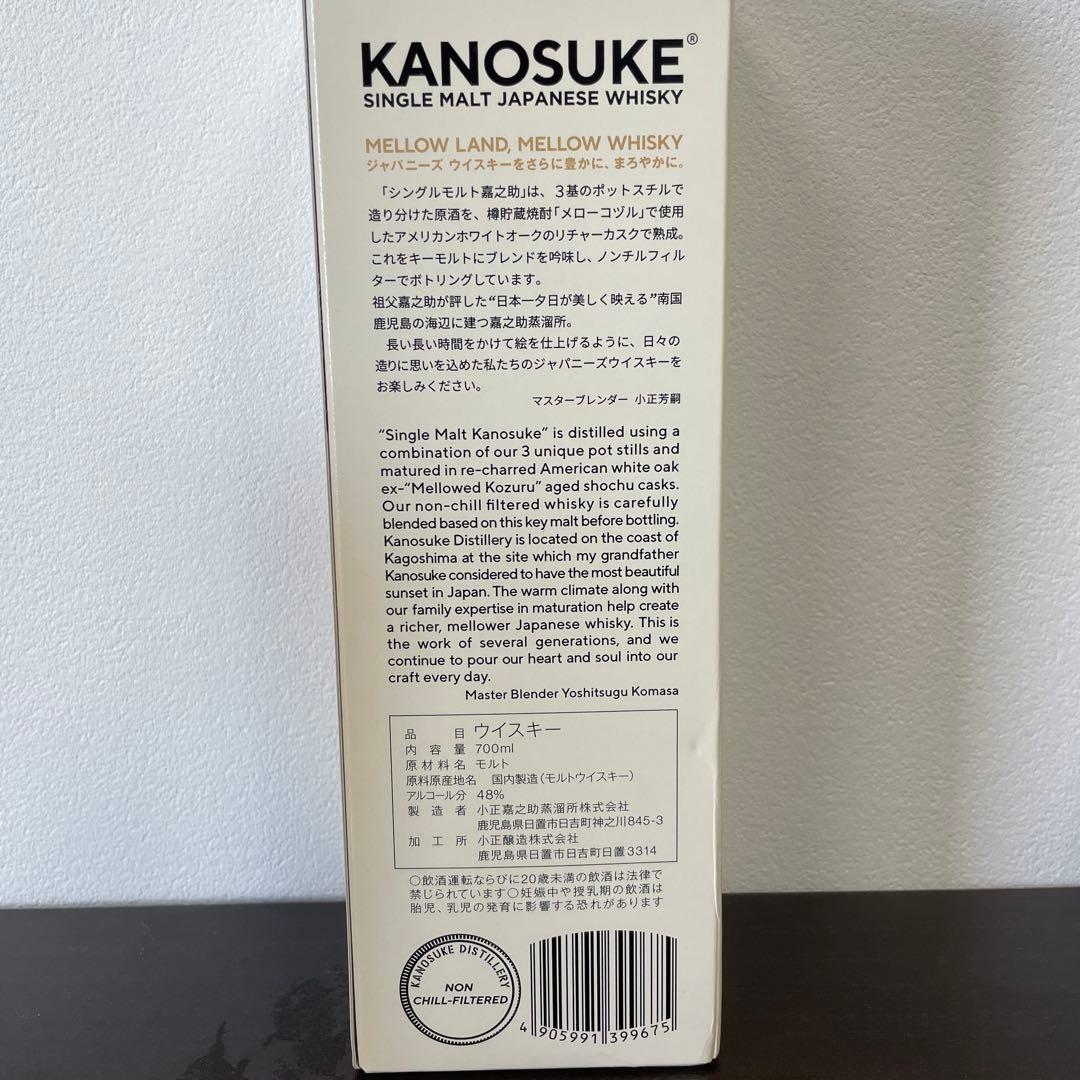 KANOSUKE®
SINGLE MALT JAPANESE WHISKY
MELLOW LAND, MELLOW WHISKY
ジャパニーズ ウイスキーをさらに豊かに、まろやかに。
「シングルモルト嘉之助」は、3基のポットスチルで
造り分けた原酒を、樽貯蔵焼酎「メローコヅル」で使用
したアメリカンホワイトオークのリチャーカスクで熟成。
これをキーモルトにブレンドを吟味し、ノンチルフィル
ターでボトリングしています。
祖父嘉之助が評した“日本一夕日が美しく映える”南国
鹿児島の海辺に建つ嘉之助蒸溜所。
長い長い時間をかけて絵を仕上げるように、日々の
造りに思いを込めた私たちのジャパニーズウイスキーを
お楽しみください。
マスターブレンダー 小正芳嗣
“Single Malt Kanosuke” is distilled using a
combination of our 3 unique pot stills and
matured in re-charred American white oak
ex-“Mellowed Kozuru” aged shochu casks.
Our non-chill filtered whisky is carefully
blended based on this key malt before bottling.
Kanosuke Distillery is located on the coast of
Kagoshima at the site which my grandfather
Kanosuke considered to have the most beautiful
sunset in Japan. The warm climate along with
our family expertise in maturation help create
a richer, mellower Japanese whisky. This is
the work of several generations, and we
continue to pour our heart and soul into our
craft every day.
Master Blender Yoshitsugu Komasa
品目 ウイスキー
内容量 700ml
原材料名 モルト
原料原産地名 国内製造(モルトウイスキー)
アルコール分 48%
製造者 小正嘉之助蒸溜所株式会社
鹿児島県日置市日吉町神之川845-3
加工所 小正醸造株式会社
鹿児島県日置市日吉町日置3314
○飲酒運転ならびに20歳未満の飲酒は法律で
禁じられています○妊娠中や授乳期の飲酒は
胎児、乳児の発育に影響する恐れがあります
KANOSUKE DISTILLERY
NON
CHILL-FILTERED
4 905991 399675